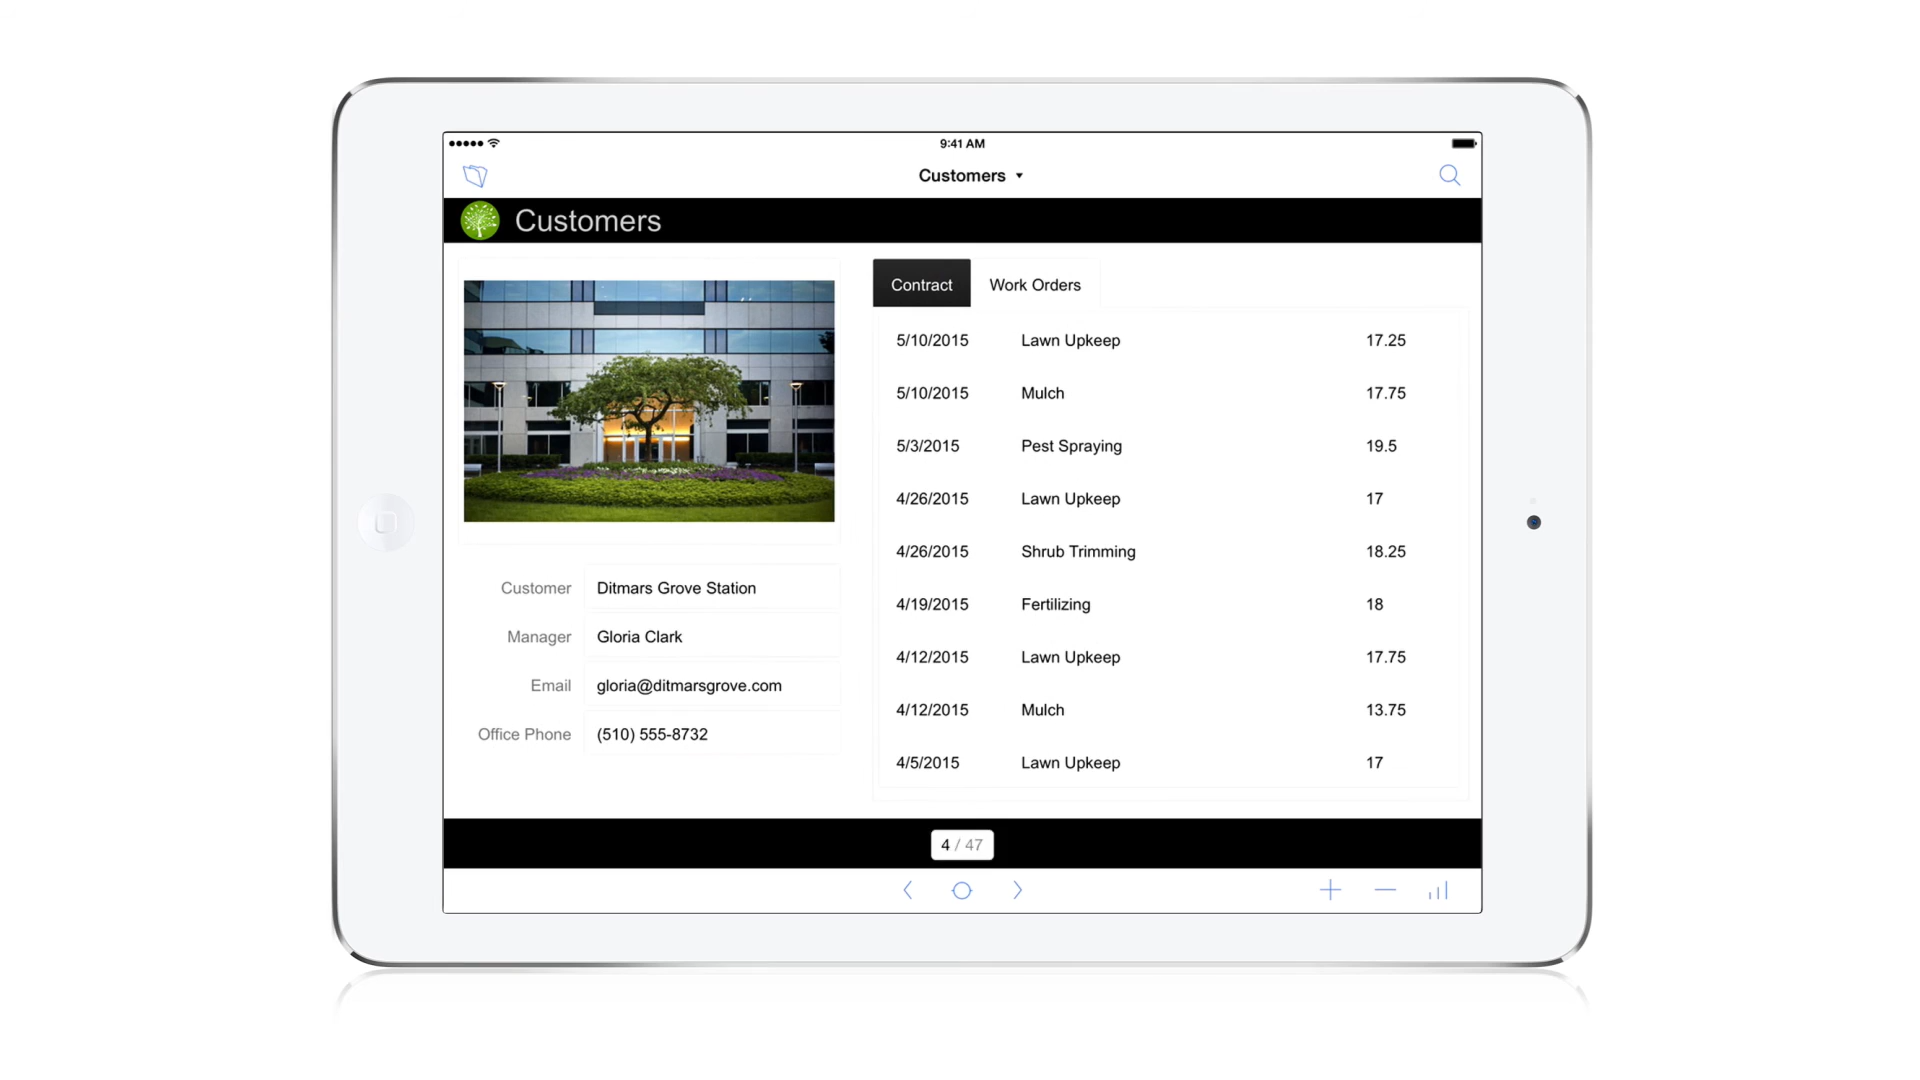 9:41 AM
Customers
Customers
Contract Work Orders
5/10/2015 Lawn Upkeep 17.25
5/10/2015 Mulch 17.75
5/3/2015 Pest Spraying 19.5
4/26/2015 Lawn Upkeep 17
4/26/2015 Shrub Trimming 18.25
4/19/2015 Fertilizing 18
4/12/2015 Lawn Upkeep 17.75
4/12/2015 Mulch 13.75
4/5/2015 Lawn Upkeep 17
Customer Ditmars Grove Station
Manager Gloria Clark
Email gloria@ditmarsgrove.com
Office Phone (510) 555-8732
4 / 47